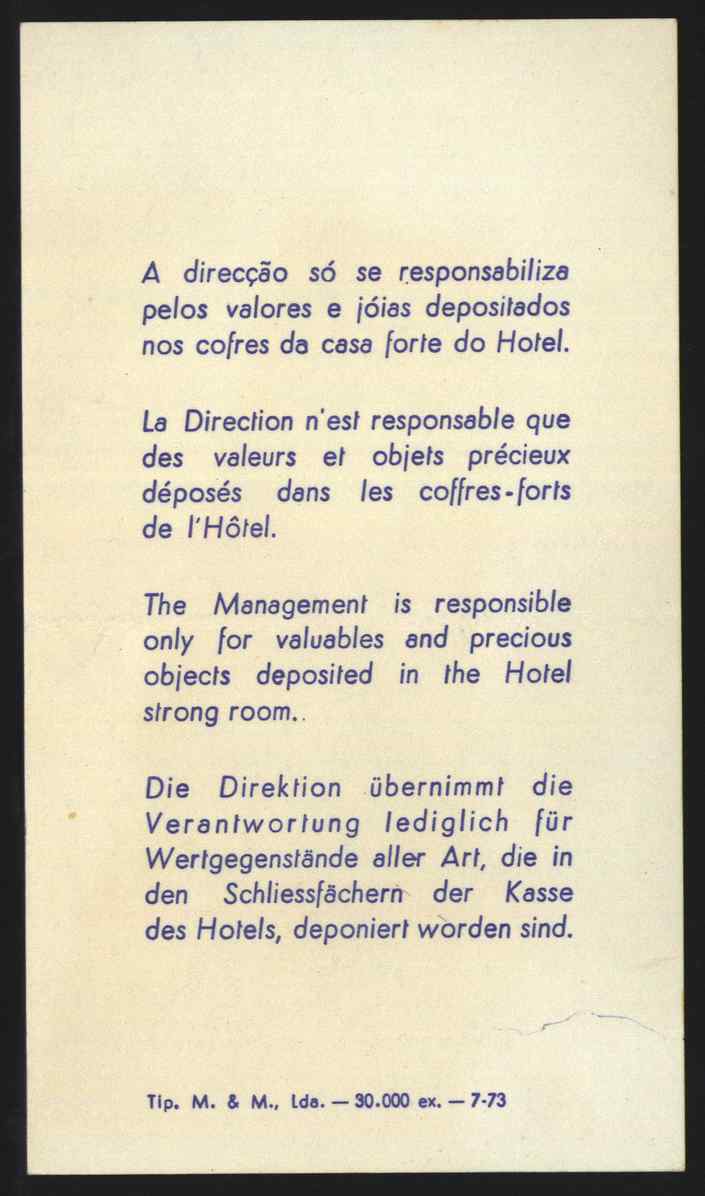 A direcção só se responsabiliza
pelos valores e jóias depositados
nos cofres da casa forte do Hotel.
La Direction n'est responsable que
des valeurs et objets précieux
déposés dans les coffres-forts
de l'Hôtel.
The Management is responsible
only for valuables and precious
objects deposited in the Hotel
strong room..
Die Direktion übernimmt die
Verantwortung lediglich für
Wertgegenstände aller Art, die in
den Schliessfächern der Kasse
des Hotels, deponiert worden sind.
Tip. M. & M., Lda. — 30.000 ex. — 7-73